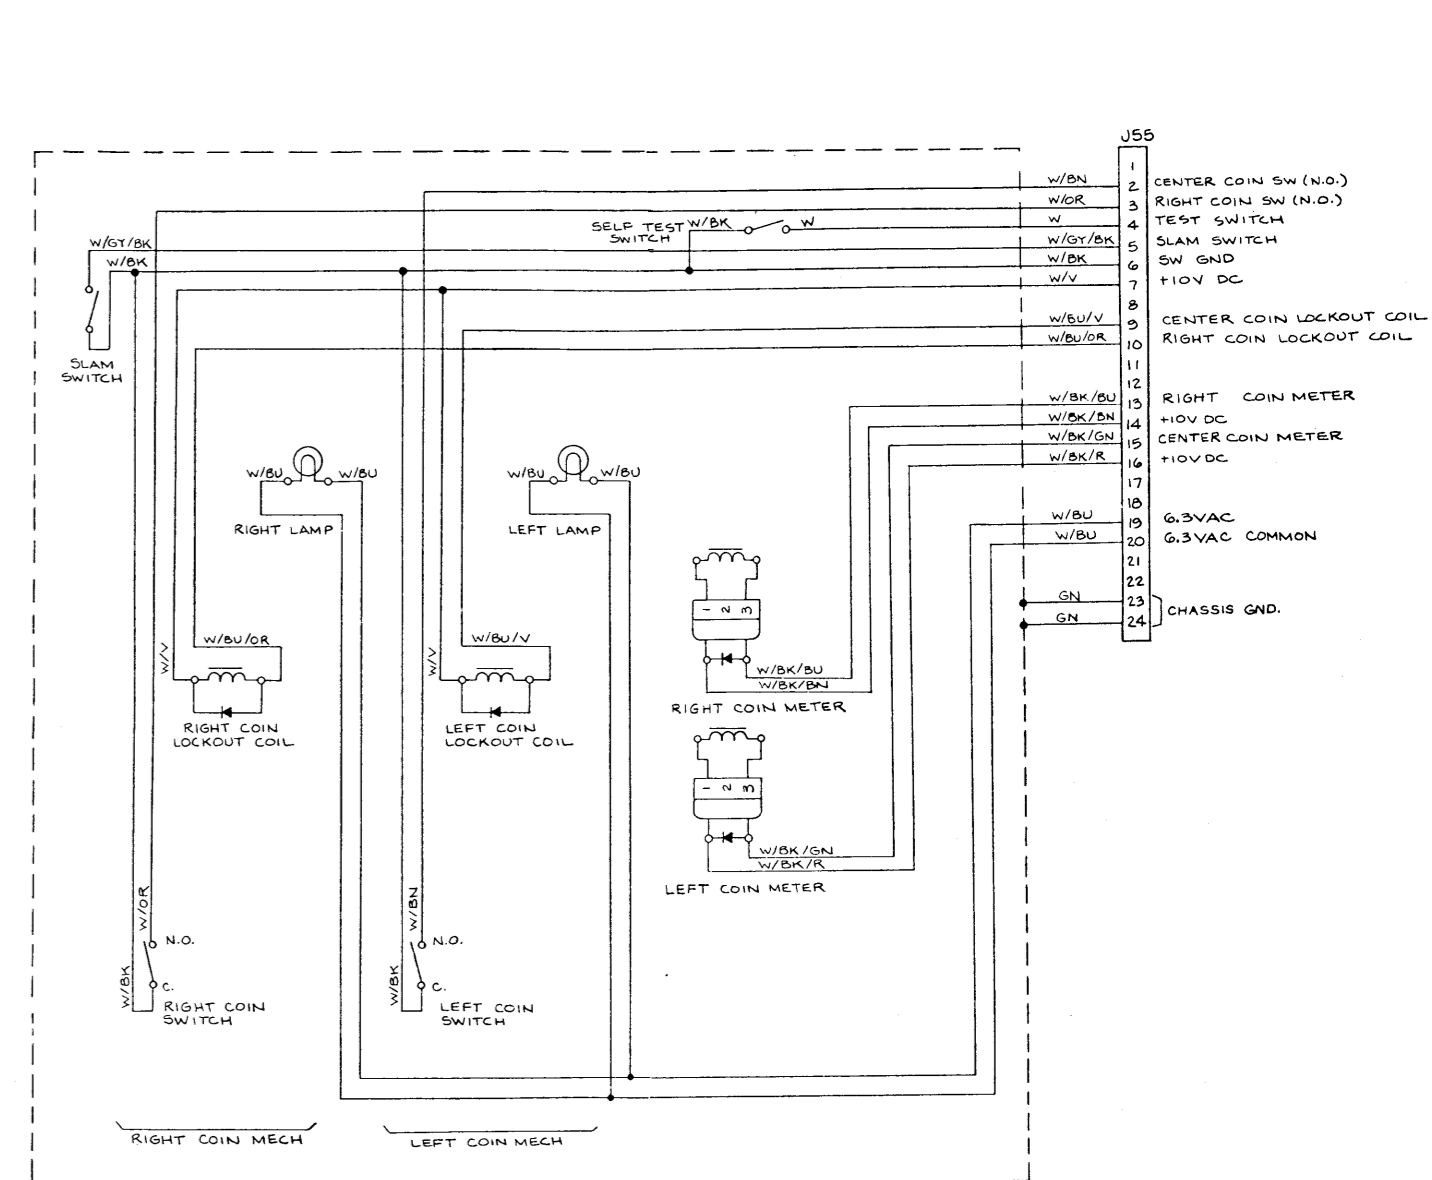 J55
1
W/BN 2 CENTER COIN SW (N.O.)
W/OR 3 RIGHT COIN SW (N.O.)
SELF TEST W/BK W W 4 TEST SWITCH
SWITCH
W/GY/BK W/GY/BK 5 SLAM SWITCH
W/BK W/BK 6 SW GND
W/V 7 +10V DC
8
W/BU/V 9 CENTER COIN LOCKOUT COIL
W/BU/OR 10 RIGHT COIN LOCKOUT COIL
SLAM
SWITCH
11
12
W/BK/BU 13 RIGHT COIN METER
W/BK/BN 14 +10V DC
W/BK/GN 15 CENTER COIN METER
W/BK/R 16 +10V DC
W/BU W/BU W/BU W/BU
17
18
RIGHT LAMP LEFT LAMP
W/BU 19 6.3VAC
W/BU 20 6.3VAC COMMON
21
22
GN 23
CHASSIS GND.
GN 24
1 2 3
W/BU/OR W/BU/V
W/V W/V
W/BK/BU
W/BK/BN
RIGHT COIN METER
RIGHT COIN
LOCKOUT COIL
LEFT COIN
LOCKOUT COIL
1 2 3
W/BK/GN
W/BK/R
LEFT COIN METER
W/OR W/BN
N.O. N.O.
W/BK W/BK
C. C.
RIGHT COIN
SWITCH
LEFT COIN
SWITCH
RIGHT COIN MECH LEFT COIN MECH